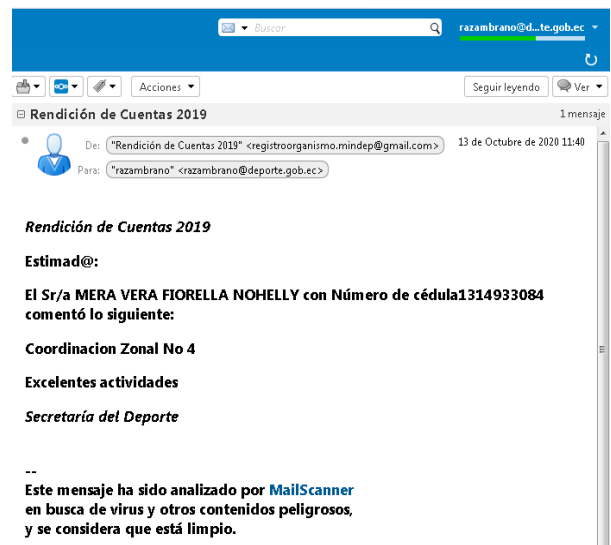 Buscar
razambrano@d...te.gob.ec
Acciones
Seguir leyendo
Ver
Rendición de Cuentas 2019
1 mensaje
De: "Rendición de Cuentas 2019" <registroorganismo.mindep@gmail.com>
13 de Octubre de 2020 11:40
Para: "razambrano" <razambrano@deporte.gob.ec>
Rendición de Cuentas 2019
Estimad@:
El Sr/a MERA VERA FIORELLA NOHELLY con Número de cédula1314933084
comentó lo siguiente:
Coordinacion Zonal No 4
Excelentes actividades
Secretaría del Deporte
--
Este mensaje ha sido analizado por MailScanner
en busca de virus y otros contenidos peligrosos,
y se considera que está limpio.